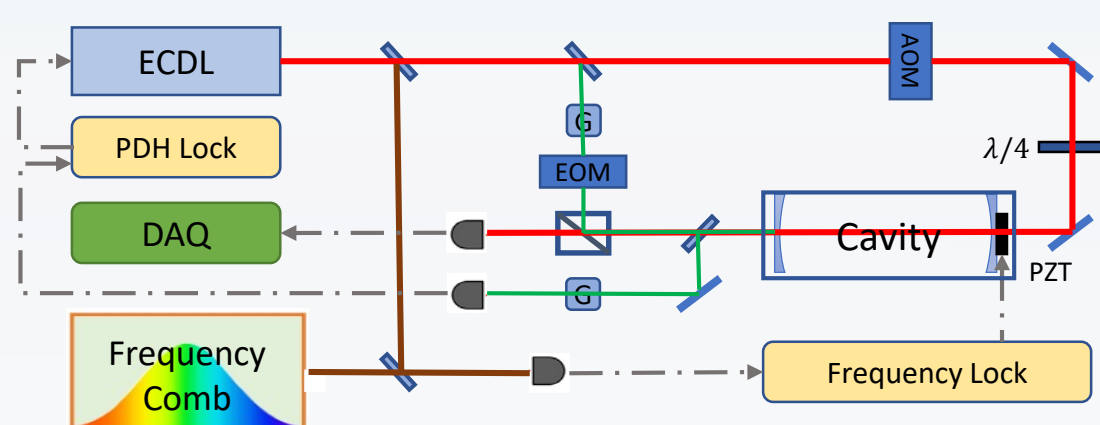 ECDL
AOM
G
PDH Lock
λ/4
EOM
DAQ
Cavity
PZT
G
Frequency
Comb
Frequency Lock